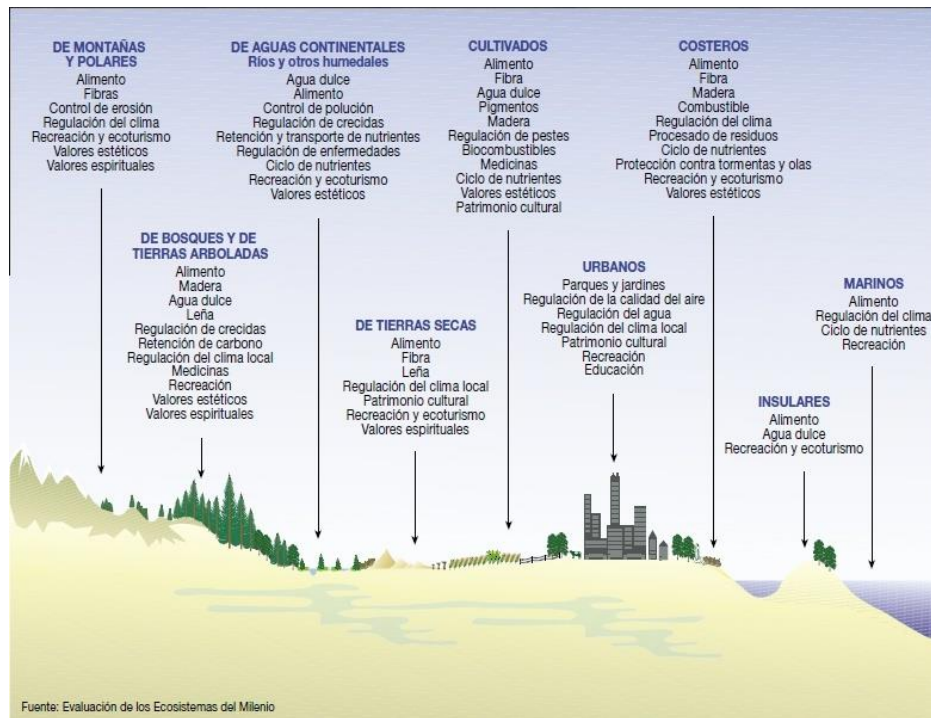 DE MONTAÑAS
Y POLARES
Alimento
Fibras
Control de erosión
Regulación del clima
Recreación y ecoturismo
Valores estéticos
Valores espirituales
DE AGUAS CONTINENTALES
Ríos y otros humedales
Agua dulce
Alimento
Control de polución
Regulación de crecidas
Retención y transporte de nutrientes
Regulación de enfermedades
Ciclo de nutrientes
Recreación y ecoturismo
Valores estéticos
CULTIVADOS
Alimento
Fibra
Agua dulce
Pigmentos
Madera
Regulación de pestes
Biocombustibles
Medicinas
Ciclo de nutrientes
Valores estéticos
Patrimonio cultural
COSTEROS
Alimento
Fibra
Madera
Combustible
Regulación del clima
Procesado de residuos
Ciclo de nutrientes
Protección contra tormentas y olas
Recreación y ecoturismo
Valores estéticos
DE BOSQUES Y DE
TIERRAS ARBOLADAS
Alimento
Madera
Agua dulce
Leña
Regulación de crecidas
Retención de carbono
Regulación del clima local
Medicinas
Recreación
Valores estéticos
Valores espirituales
DE TIERRAS SECAS
Alimento
Fibra
Leña
Regulación del clima local
Patrimonio cultural
Recreación y ecoturismo
Valores espirituales
URBANOS
Parques y jardines
Regulación de la calidad del aire
Regulación del agua
Regulación del clima local
Patrimonio cultural
Recreación
Educación
INSULARES
Alimento
Agua dulce
Recreación y ecoturismo
MARINOS
Alimento
Regulación del clima
Ciclo de nutrientes
Recreación
Fuente: Evaluación de los Ecosistemas del Milenio